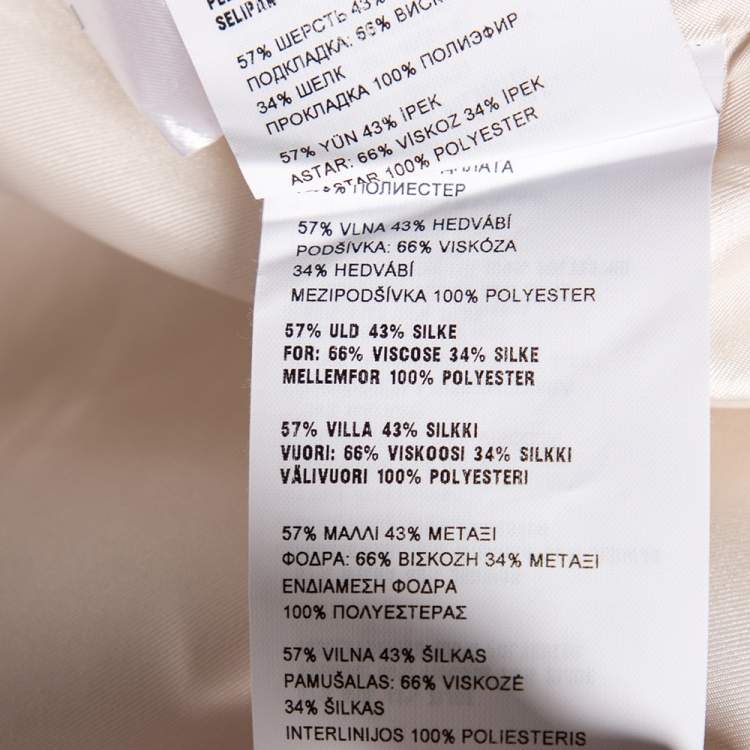 SELIPAR
57% ШЕРСТЬ 43%
ПОДКЛАДКА: 66% ВИСК
34% ШЕЛК
ПРОКЛАДКА 100% ПОЛИЭФИР
57% YÜN 43% İPEK
ASTAR: 66% VISKOZ 34% IPEK
100% POLYESTER
ПОЛИЕСТЕР
57% VLNA 43% HEDVÁBÍ
PODŠÍVKA: 66% VISKÓZA
34% HEDVÁBÍ
MEZIPODŠÍVKA 100% POLYESTER
57% ULD 43% SILKE
FOR: 66% VISCOSE 34% SILKE
MELLEMFOR 100% POLYESTER
57% VILLA 43% SILKKI
VUORI: 66% VISKOOSI 34% SILKKI
VÄLIVUORI 100% POLYESTERI
57% ΜΑΛΛΙ 43% ΜΕΤΑΞΙ
ΦΟΔΡΑ: 66% ΒΙΣΚΟΖΗ 34% ΜΕΤΑΞΙ
ΕΝΔΙΑΜΕΣΗ ΦΟΔΡΑ
100% ΠΟΛΥΕΣΤΕΡΑΣ
57% VILNA 43% ŠILKAS
PAMUŠALAS: 66% VISKOZĖ
34% ŠILKAS
INTERLINIJOS 100% POLIESTERIS